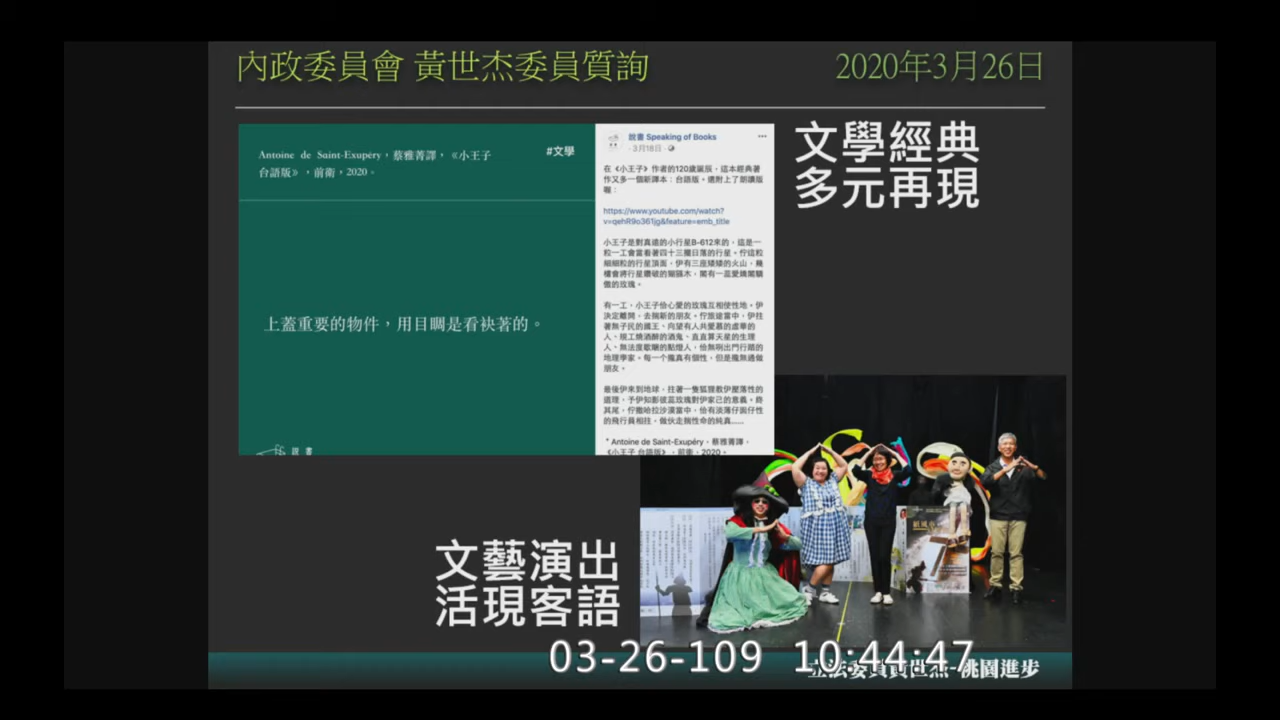 內政委員會 黃世杰委員質詢
2020年3月26日
Antoine de Saint-Exupéry，蔡雅菁譯，《小王子
台語版》，前衛，2020。
#文學
上蓋重要的物件，用目睭是看袂著的。
說書
說書 Speaking of Books
3月18日
在《小王子》作者的120歲誕辰，這本經典著
作又多一個新譯本：台語版。還附上了朗讀版
喔：
https://www.youtube.com/watch?
v=qehR9o361jg&feature=emb_title
小王子是對真遠的小行星B-612來的，這是一
粒一工會當看著四十三擺日落的行星。佇這粒
細細粒的行星頂面，伊有三座矮矮的火山，幾
欉會將行星鑽破的猢猻木，閣有一蕊愛嬌閣驕
傲的玫瑰。
有一工，小王子佮心愛的玫瑰互相使性地。伊
決定離開，去揣新的朋友。佇旅途當中，伊拄
著無子民的國王、向望有人共愛慕的虛華的
人、規工燒酒醉的酒鬼、直直算天星的生理
人、無法度歇睏的點燈人，佮無咧出門行踏的
地理學家。每一个攏真有個性，但是攏無通做
朋友。
最後伊來到地球，拄著一隻狐狸教伊壓落性的
道理，予伊知影彼蕊玫瑰對伊家己的意義。終
其尾，佇撒哈拉沙漠當中，佮有淡薄仔囡仔性
的飛行員相拄，做伙走揣性命的純真......
* Antoine de Saint-Exupéry，蔡雅菁譯，
《小王子 台語版》，前衛，2020。
文學經典
多元再現
文藝演出
活現客語
03-26-109 10:44:47
立法委員黃世杰-桃園進步